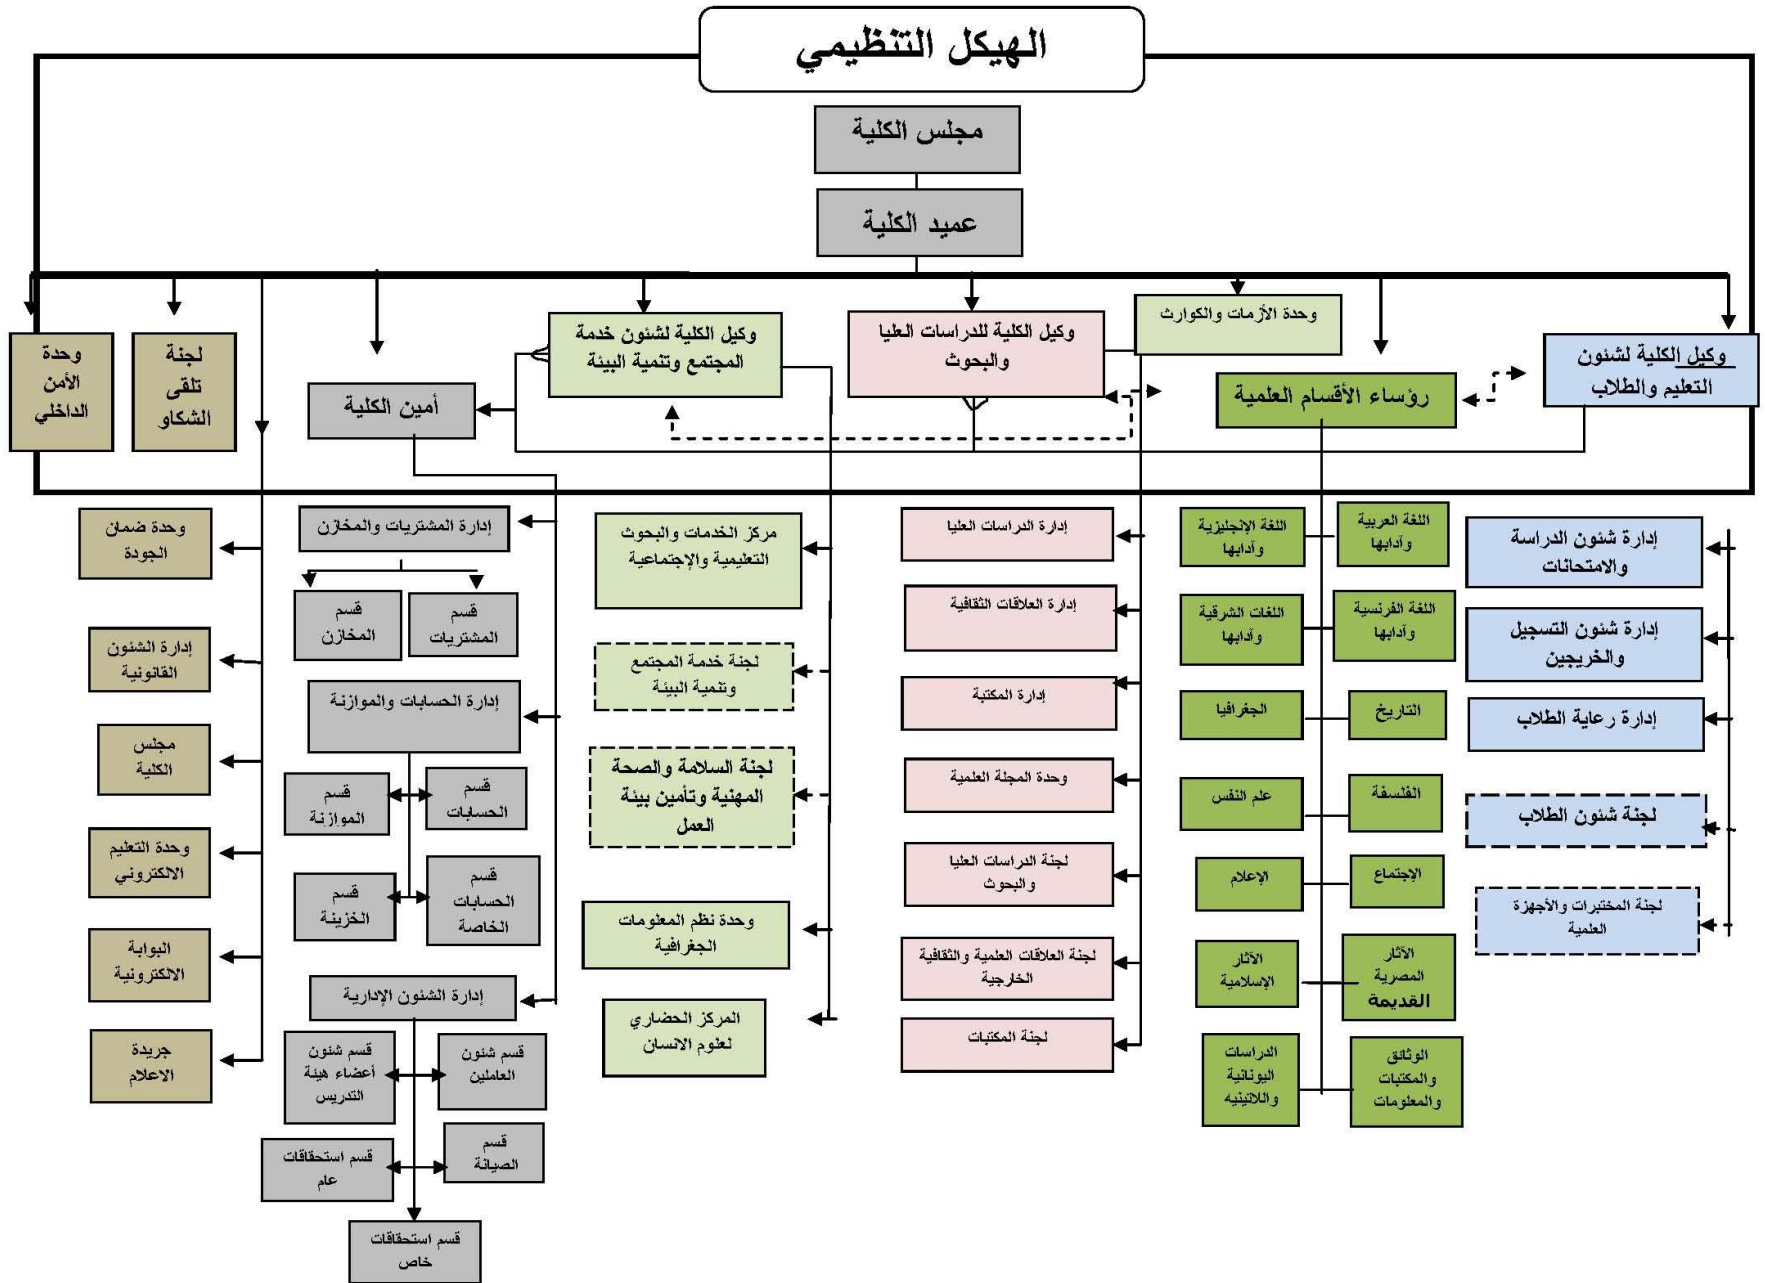 الهيكل التنظيمي
مجلس الكلية
عميد الكلية
وكيل الكلية لشئون
التعليم والطلاب
رؤساء الأقسام العلمية
وحدة الأزمات والكوارث
وكيل الكلية للدراسات العليا
والبحوث
وكيل الكلية لشئون خدمة
المجتمع وتنمية البيئة
أمين الكلية
لجنة
تلقى
الشكاو
وحدة
الأمن
الداخلي
إدارة شئون الدراسة
والامتحانات
إدارة شئون التسجيل
والخريجين
إدارة رعاية الطلاب
لجنة شئون الطلاب
لجنة المختبرات والأجهزة
العلمية
اللغة العربية
وآدابها
اللغة الإنجليزية
وآدابها
اللغة الفرنسية
وآدابها
اللغات الشرقية
وآدابها
التاريخ
الجغرافيا
الفلسفة
علم النفس
الإجتماع
الإعلام
الآثار
المصرية
القديمة
الآثار
الإسلامية
الوثائق
والمكتبات
والمعلومات
الدراسات
اليونانية
واللاتينيه
إدارة الدراسات العليا
إدارة العلاقات الثقافية
إدارة المكتبة
وحدة المجلة العلمية
لجنة الدراسات العليا
والبحوث
لجنة العلاقات العلمية والثقافية
الخارجية
لجنة المكتبات
مركز الخدمات والبحوث
التعليمية والإجتماعية
لجنة خدمة المجتمع
وتنمية البيئة
لجنة السلامة والصحة
المهنية وتأمين بيئة
العمل
وحدة نظم المعلومات
الجغرافية
المركز الحضاري
لعلوم الانسان
إدارة المشتريات والمخازن
قسم
المشتريات
قسم
المخازن
إدارة الحسابات والموازنة
قسم
الحسابات
قسم
الموازنة
قسم
الحسابات
الخاصة
قسم
الخزينة
إدارة الشئون الإدارية
قسم شئون
العاملين
قسم شئون
أعضاء هيئة
التدريس
قسم
الصيانة
قسم استحقاقات
عام
قسم استحقاقات
خاص
وحدة ضمان
الجودة
إدارة الشئون
القانونية
مجلس
الكلية
وحدة التعليم
الالكتروني
البوابة
الالكترونية
جريدة
الاعلام